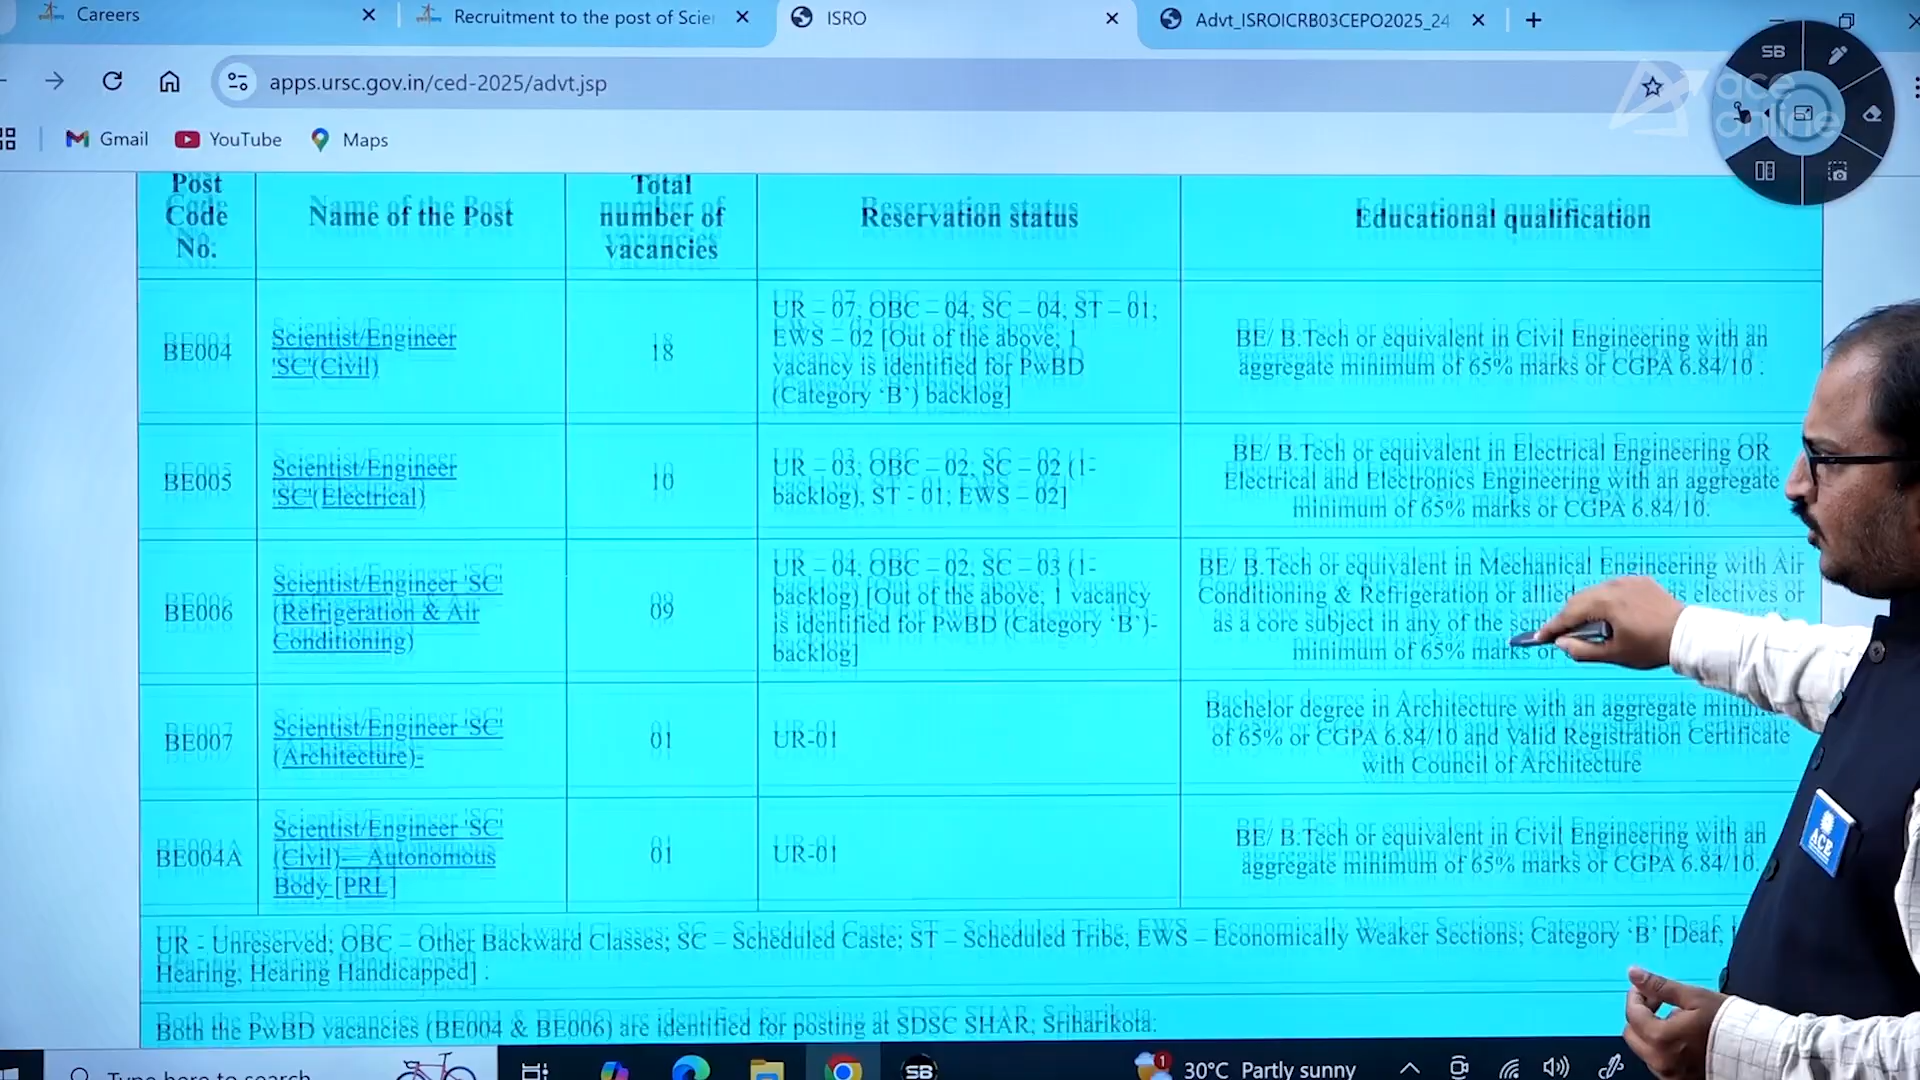 Careers
Recruitment to the post of Scie
ISRO
Advt_ISROICRB03CEPO2025_24
apps.ursc.gov.in/ced-2025/advt.jsp
Gmail
YouTube
Maps
SB
ace
online
Post Code No.
Name of the Post
Total number of vacancies
Reservation status
Educational qualification
BE004
Scientist/Engineer
'SC'(Civil)
18
UR – 07, OBC – 04; SC – 04; ST – 01;
EWS – 02 [Out of the above, 1
vacancy is identified for PwBD
(Category ‘B’) backlog]
BE/ B.Tech or equivalent in Civil Engineering with an
aggregate minimum of 65% marks or CGPA 6.84/10 .
BE005
Scientist/Engineer
'SC'(Electrical)
10
UR – 03; OBC – 02, SC – 02 (1-
backlog), ST - 01; EWS – 02]
BE/ B.Tech or equivalent in Electrical Engineering OR
Electrical and Electronics Engineering with an aggregate
minimum of 65% marks or CGPA 6.84/10.
BE006
Scientist/Engineer 'SC'
(Refrigeration & Air
Conditioning)
09
UR – 04, OBC – 02, SC – 03 (1-
backlog) [Out of the above, 1 vacancy
is identified for PwBD (Category ‘B’)-
backlog]
BE/ B.Tech or equivalent in Mechanical Engineering with Air
Conditioning & Refrigeration or allied electives or
as a core subject in any of the
minimum of 65% marks or
BE007
Scientist/Engineer 'SC'
(Architecture)-
01
UR-01
Bachelor degree in Architecture with an aggregate
of 65% or CGPA 6.84/10 and Valid Registration Certificate
with Council of Architecture
BE004A
Scientist/Engineer 'SC'
(Civil)– Autonomous
Body [PRL]
01
UR-01
BE/ B.Tech or equivalent in Civil Engineering with an
aggregate minimum of 65% marks or CGPA 6.84/10.
UR - Unreserved; OBC – Other Backward Classes; SC – Scheduled Caste; ST – Scheduled Tribe, EWS – Economically Weaker Sections; Category ‘B’ [Deaf,
Hearing, Hearing Handicapped] .
Both the PwBD vacancies (BE004 & BE006) are identified for posting at SDSC SHAR, Sriharikota.
ACE
Type here to search
SB
1
30°C Partly sunny